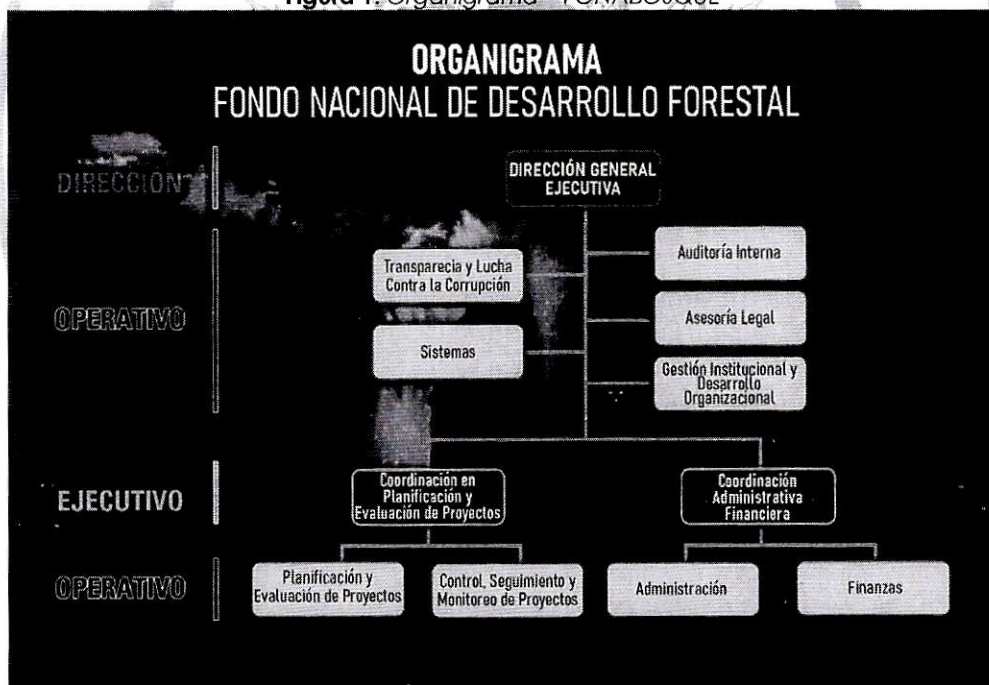 Figura 1. Organigrama - FONABOSQUE
ORGANIGRAMA
FONDO NACIONAL DE DESARROLLO FORESTAL
DIRECCIÓN
DIRECCIÓN GENERAL
EJECUTIVA
OPERATIVO
Transparecia y Lucha
Contra la Corrupción
Auditoría Interna
Sistemas
Asesoría Legal
Gestión Institucional y
Desarrollo
Organizacional
EJECUTIVO
Coordinación en
Planificación y
Evaluación de Proyectos
Coordinación
Administrativa
Financiera
OPERATIVO
Planificación y
Evaluación de Proyectos
Control, Seguimiento y
Monitoreo de Proyectos
Administración
Finanzas